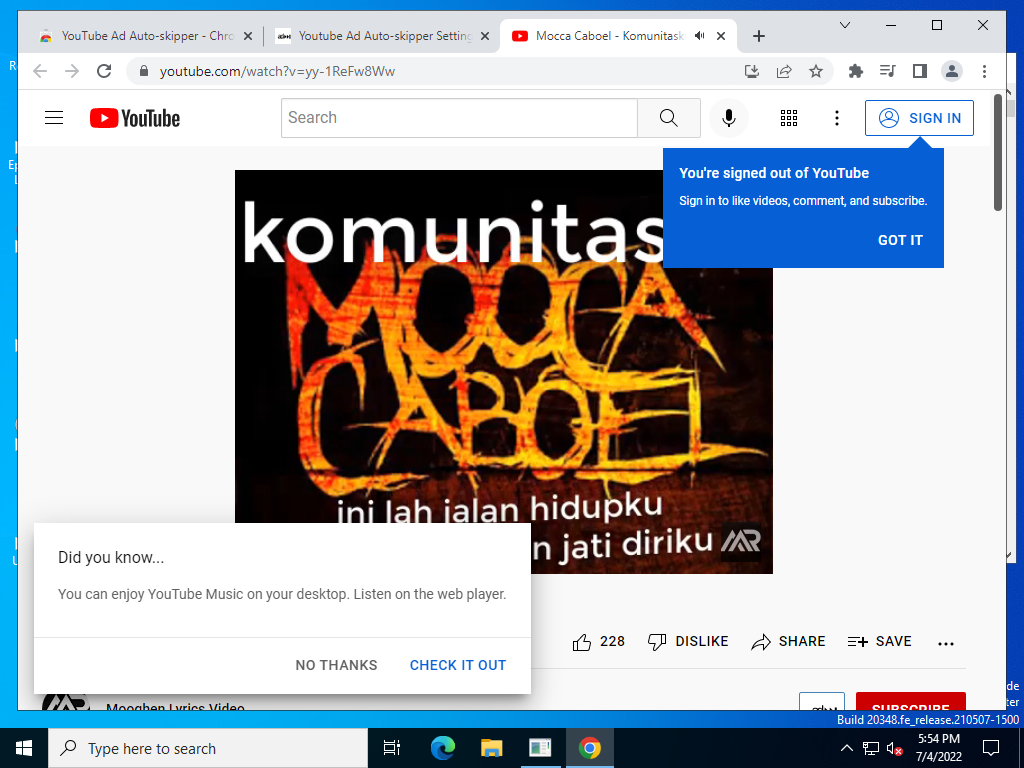 YouTube Ad Auto-skipper - Chro
Youtube Ad Auto-skipper Setting
Mocca Caboel - Komunitask
youtube.com/watch?v=yy-1ReFw8Ww
YouTube
Search
SIGN IN
You're signed out of YouTube
Sign in to like videos, comment, and subscribe.
GOT IT
komunitas
MOOCA
CABOEL
ini lah jalan hidupku
n jati diriku
MR
Did you know...
You can enjoy YouTube Music on your desktop. Listen on the web player.
NO THANKS
CHECK IT OUT
228
DISLIKE
SHARE
SAVE
Mooghen Lyrics Video
SUBSCRIBE
Build 20348.fe_release.210507-1500
Type here to search
5:54 PM
7/4/2022